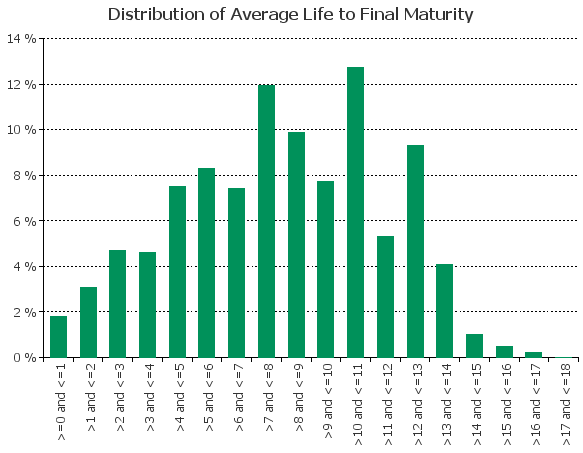 Distribution of Average Life to Final Maturity
14 %
12 %
10 %
8 %
6 %
4 %
2 %
0 %
>=0 and <=1
>1 and <=2
>2 and <=3
>3 and <=4
>4 and <=5
>5 and <=6
>6 and <=7
>7 and <=8
>8 and <=9
>9 and <=10
>10 and <=11
>11 and <=12
>12 and <=13
>13 and <=14
>14 and <=15
>15 and <=16
>16 and <=17
>17 and <=18